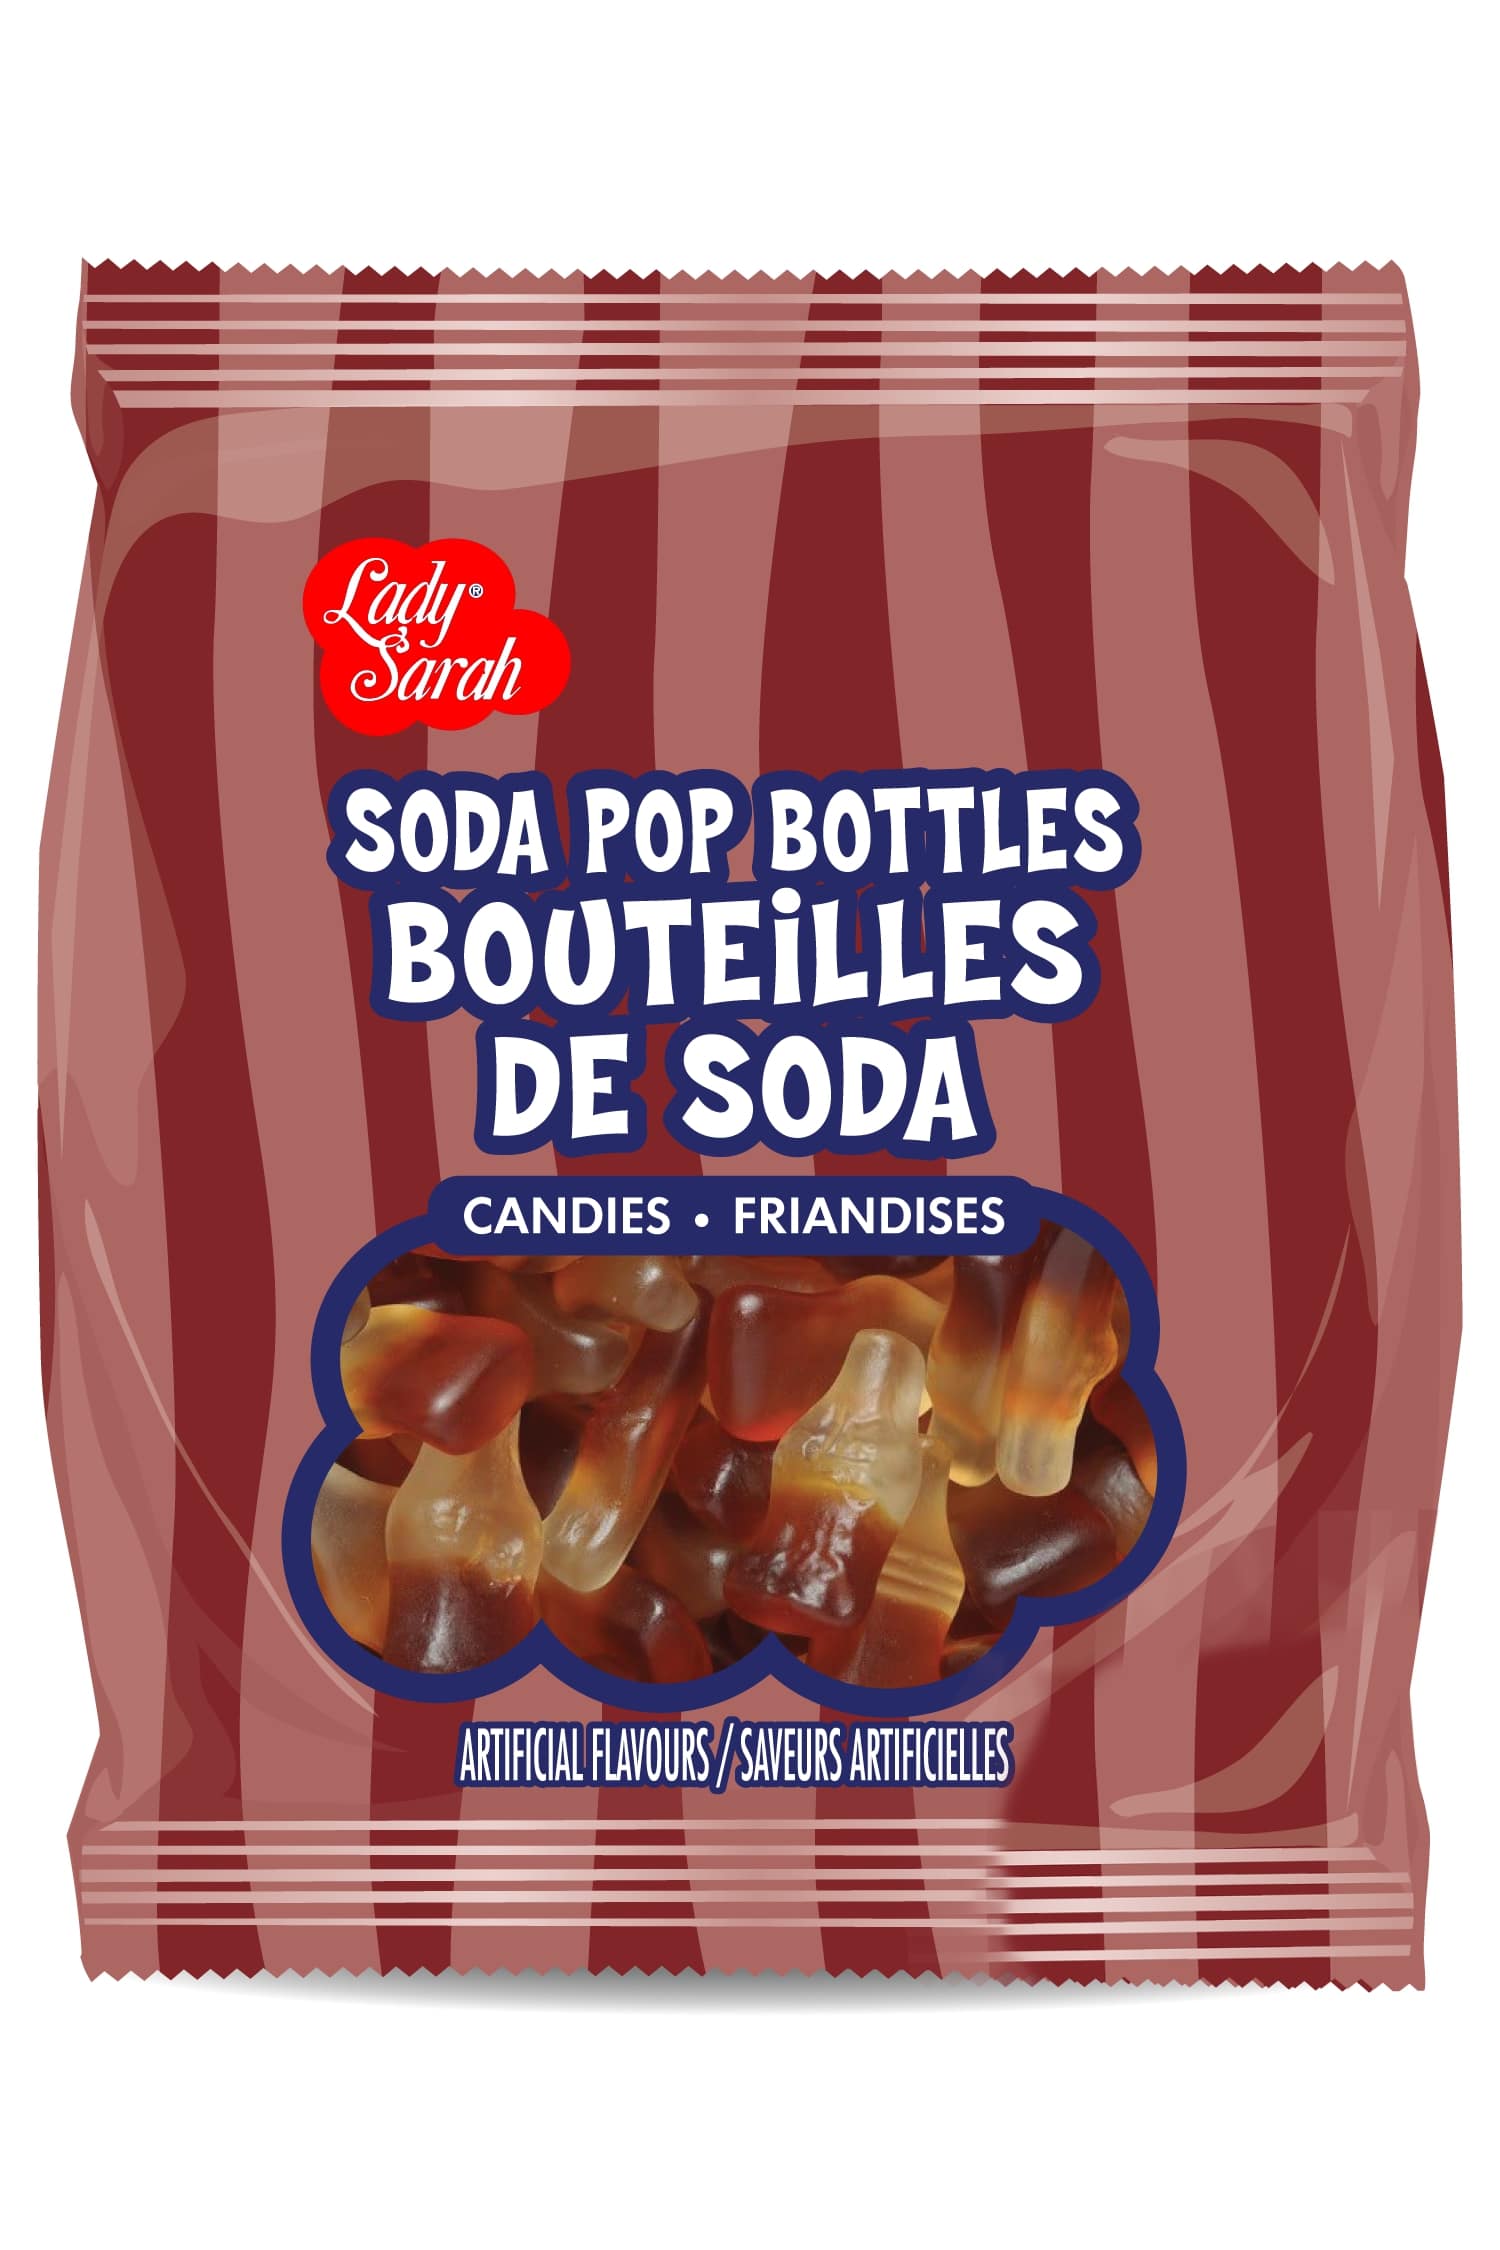 Lady®
Sarah
SODA POP BOTTLES
BOUTEiLLES
DE SODA
CANDIES • FRIANDISES
ARTIFICIAL FLAVOURS / SAVEURS ARTIFICIELLES